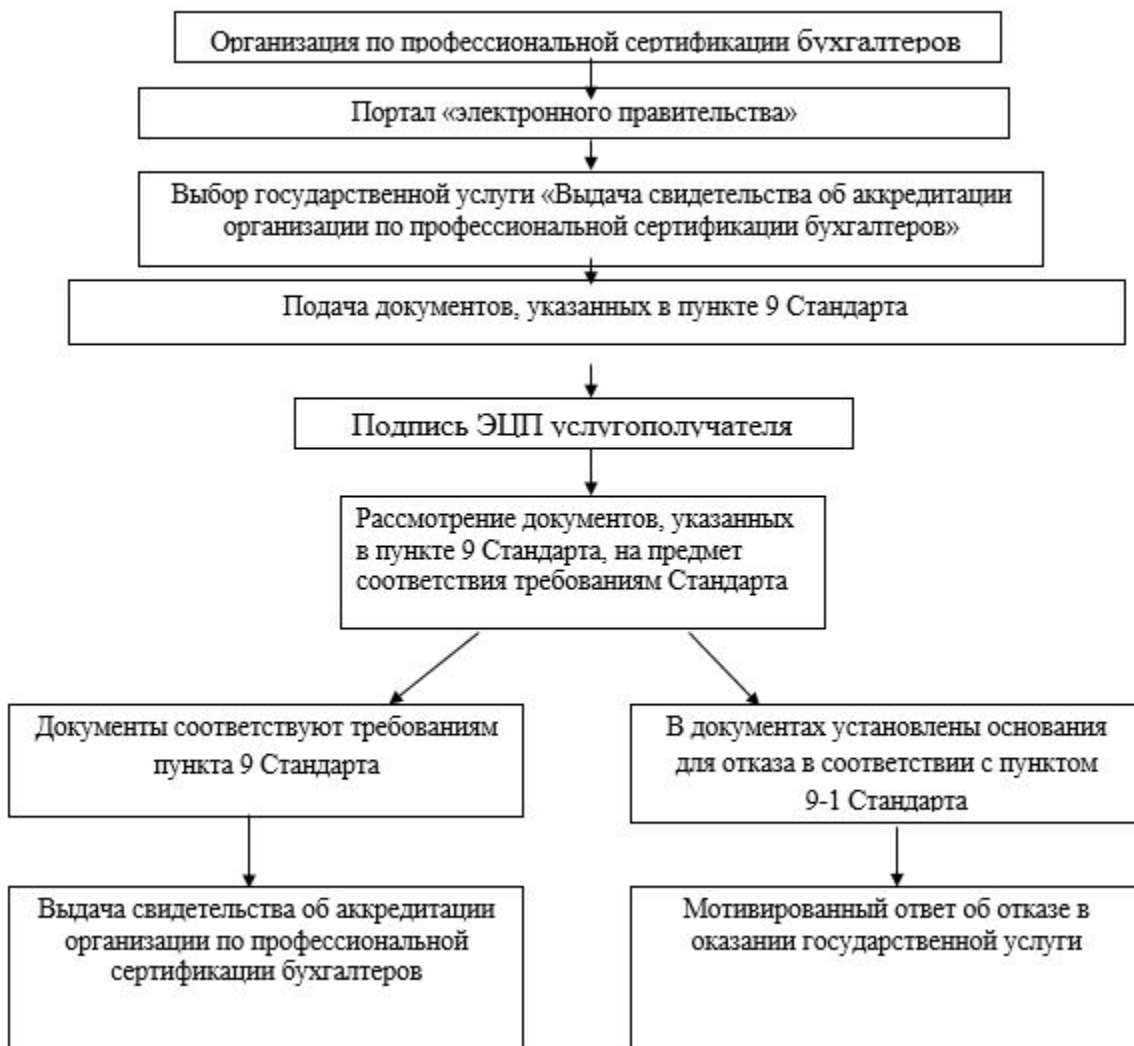 Организация по профессиональной сертификации бухгалтеров
Портал «электронного правительства»
Выбор государственной услуги «Выдача свидетельства об аккредитации
организации по профессиональной сертификации бухгалтеров»
Подача документов, указанных в пункте 9 Стандарта
Подпись ЭЦП услугополучателя
Рассмотрение документов, указанных
в пункте 9 Стандарта, на предмет
соответствия требованиям Стандарта
Документы соответствуют требованиям
пункта 9 Стандарта
В документах установлены основания
для отказа в соответствии с пунктом
9-1 Стандарта
Выдача свидетельства об аккредитации
организации по профессиональной
сертификации бухгалтеров
Мотивированный ответ об отказе в
оказании государственной услуги